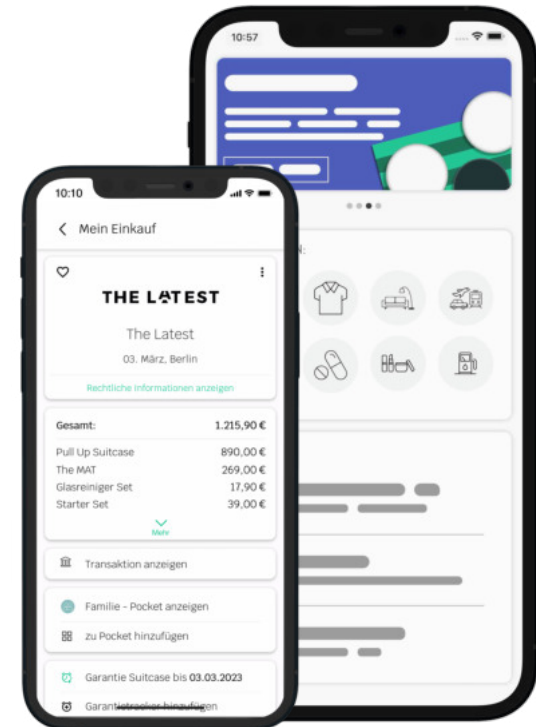 10:57
N:
10:10
Mein Einkauf
THE LATEST
The Latest
03. März, Berlin
Rechtliche Informationen anzeigen
Gesamt: 1.215,90 €
Pull Up Suitcase 890,00 €
The MAT 269,00 €
Glasreiniger Set 17,90 €
Starter Set 39,00 €
Mehr
Transaktion anzeigen
Familie - Pocket anzeigen
zu Pocket hinzufügen
Garantie Suitcase bis 03.03.2023
Garantietracker hinzufügen